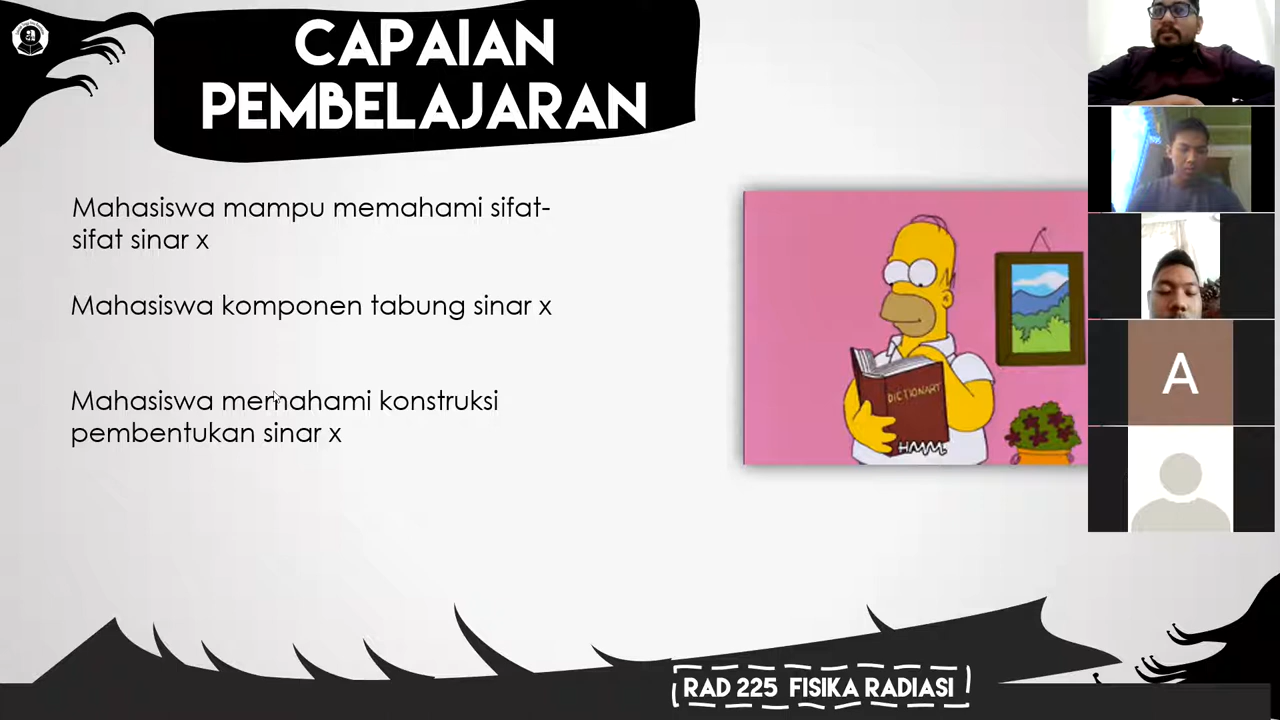 CAPAIAN
PEMBELAJARAN
Mahasiswa mampu memahami sifat-
sifat sinar x
Mahasiswa komponen tabung sinar x
Mahasiswa memahami konstruksi
pembentukan sinar x
DICTIONARY
HMM
A
RAD 225 FISIKA RADIASI